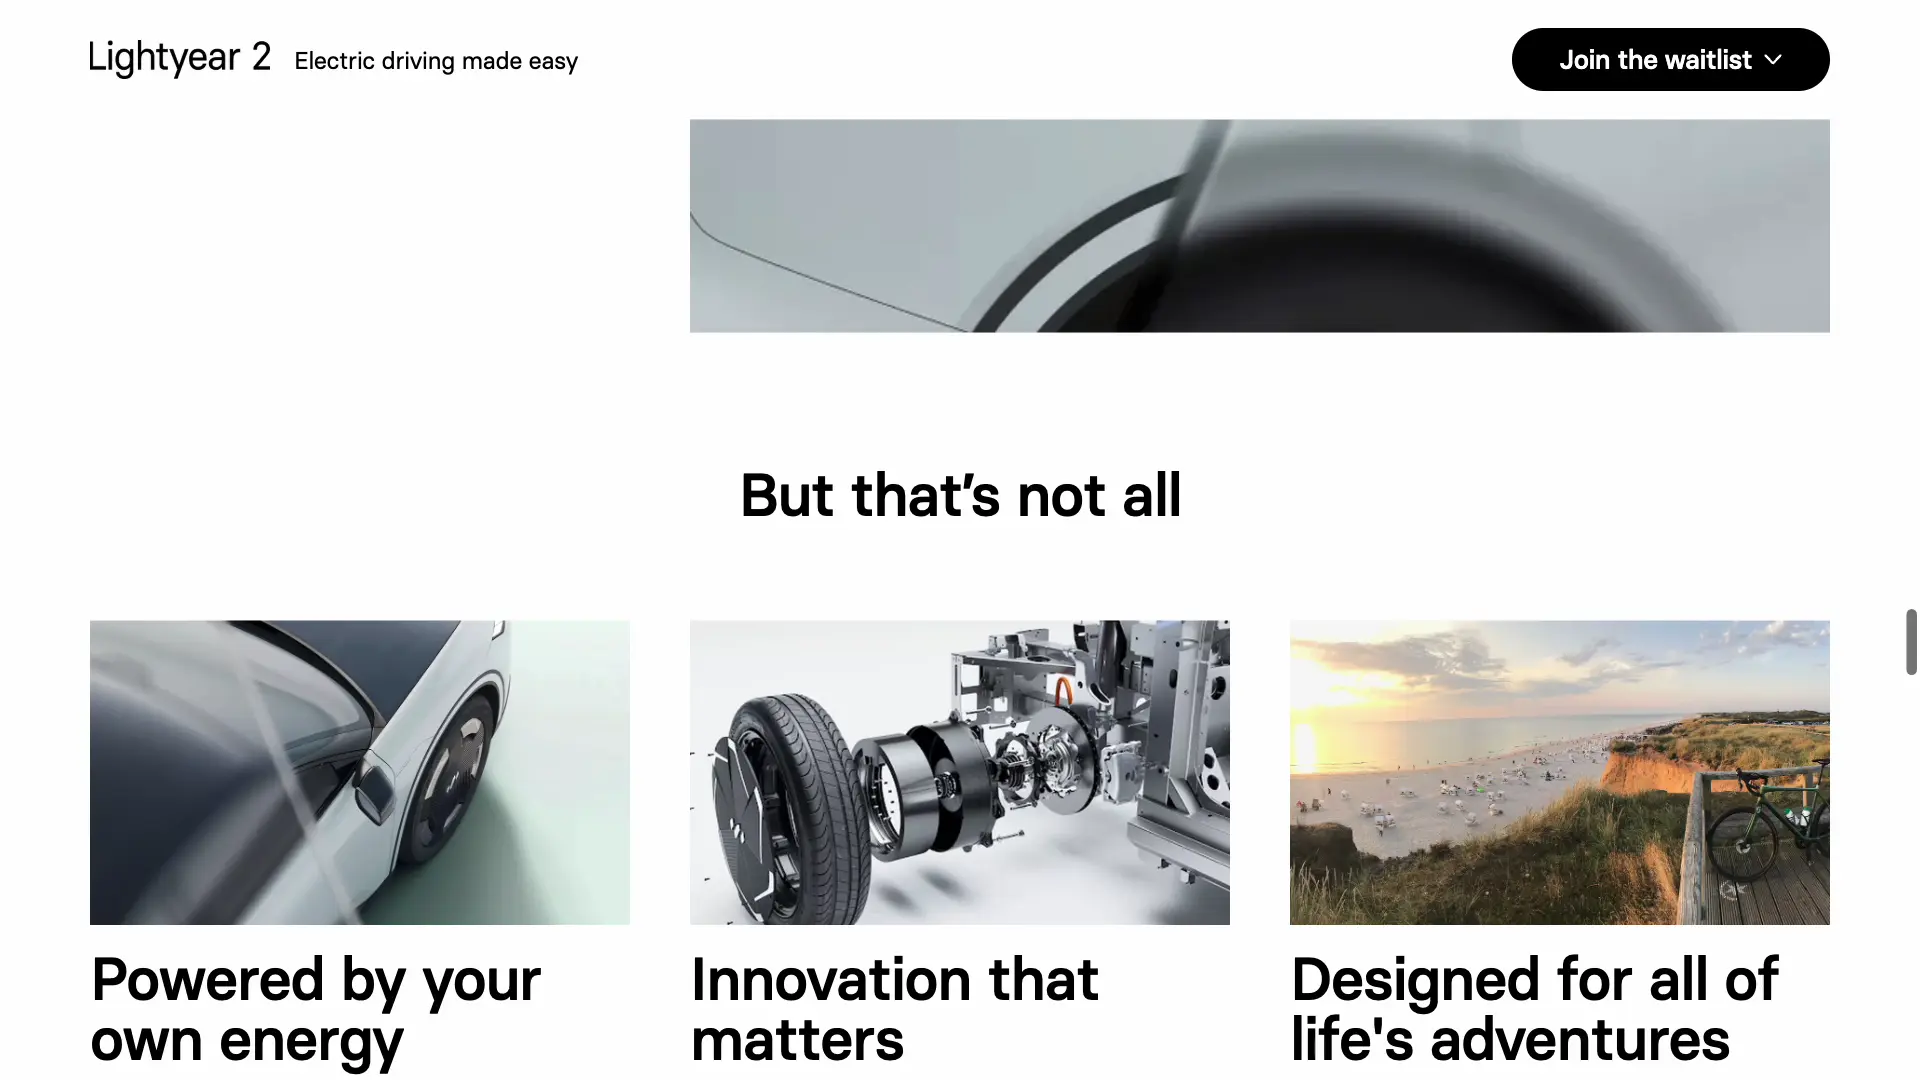 Lightyear 2
Electric driving made easy
Join the waitlist
But that’s not all
Powered by your
own energy
Innovation that
matters
Designed for all of
life's adventures